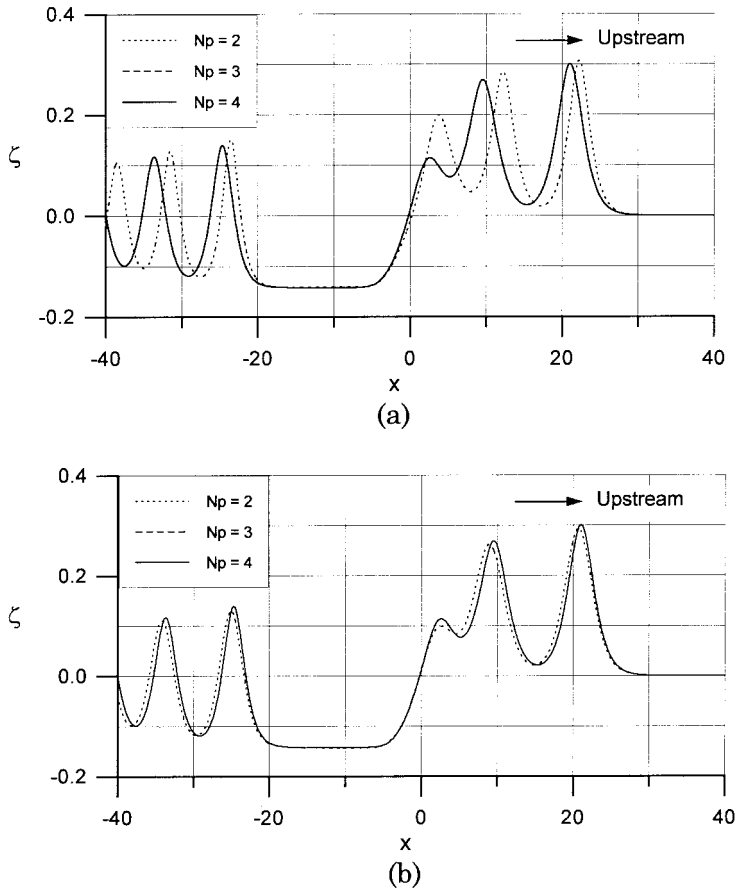 0.4
Np = 2
Np = 3
Np = 4
Upstream
0.2
ζ
0.0
-0.2
-40 -20 0 20 40
x
(a)
0.4
Np = 2
Np = 3
Np = 4
Upstream
0.2
ζ
0.0
-0.2
-40 -20 0 20 40
x
(b)